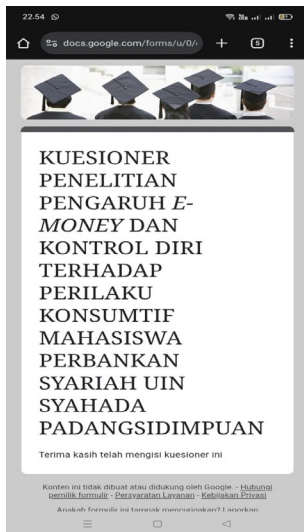 22.54
docs.google.com/forms/u/0/
5
KUESIONER
PENELITIAN
PENGARUH E-
MONEY DAN
KONTROL DIRI
TERHADAP
PERILAKU
KONSUMTIF
MAHASISWA
PERBANKAN
SYARIAH UIN
SYAHADA
PADANGSIDIMPUAN
Terima kasih telah mengisi kuesioner ini
Konten ini tidak dibuat atau didukung oleh Google. - Hubungi
pemilik formulir - Persyaratan Layanan - Kebijakan Privasi
Apakah formulir ini tampak mencurigakan? Laporkan